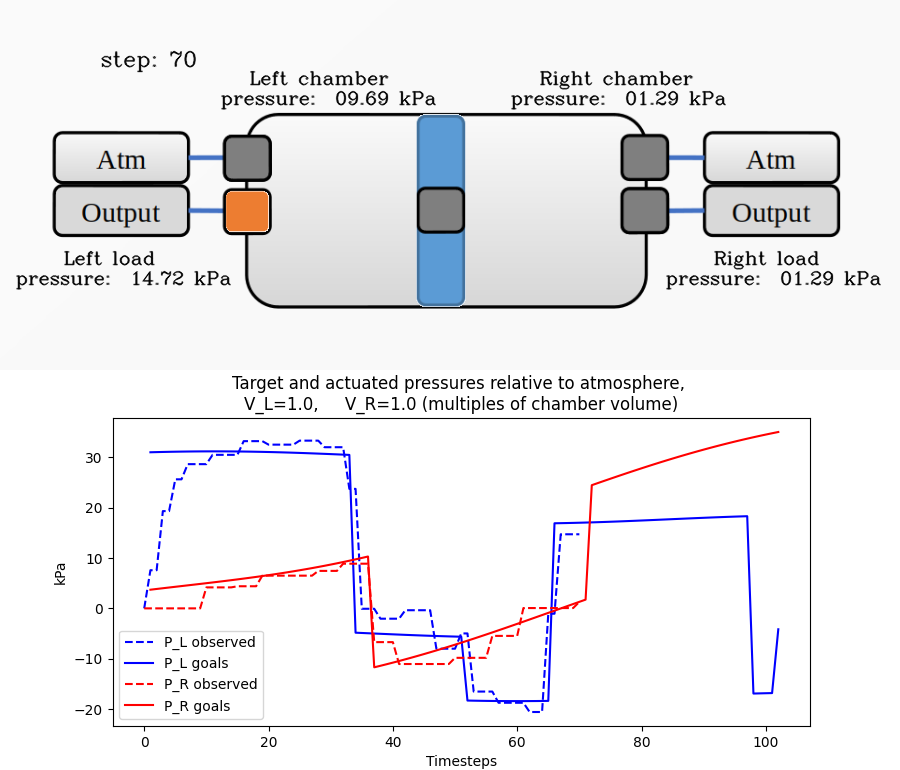 step: 70
Left chamber
pressure: 09.69 kPa
Right chamber
pressure: 01.29 kPa
Atm
Output
Atm
Output
Left load
pressure: 14.72 kPa
Right load
pressure: 01.29 kPa
Target and actuated pressures relative to atmosphere,
V_L=1.0, V_R=1.0 (multiples of chamber volume)
kPa
30
20
10
0
−10
−20
P_L observed
P_L goals
P_R observed
P_R goals
0 20 40 60 80 100
Timesteps